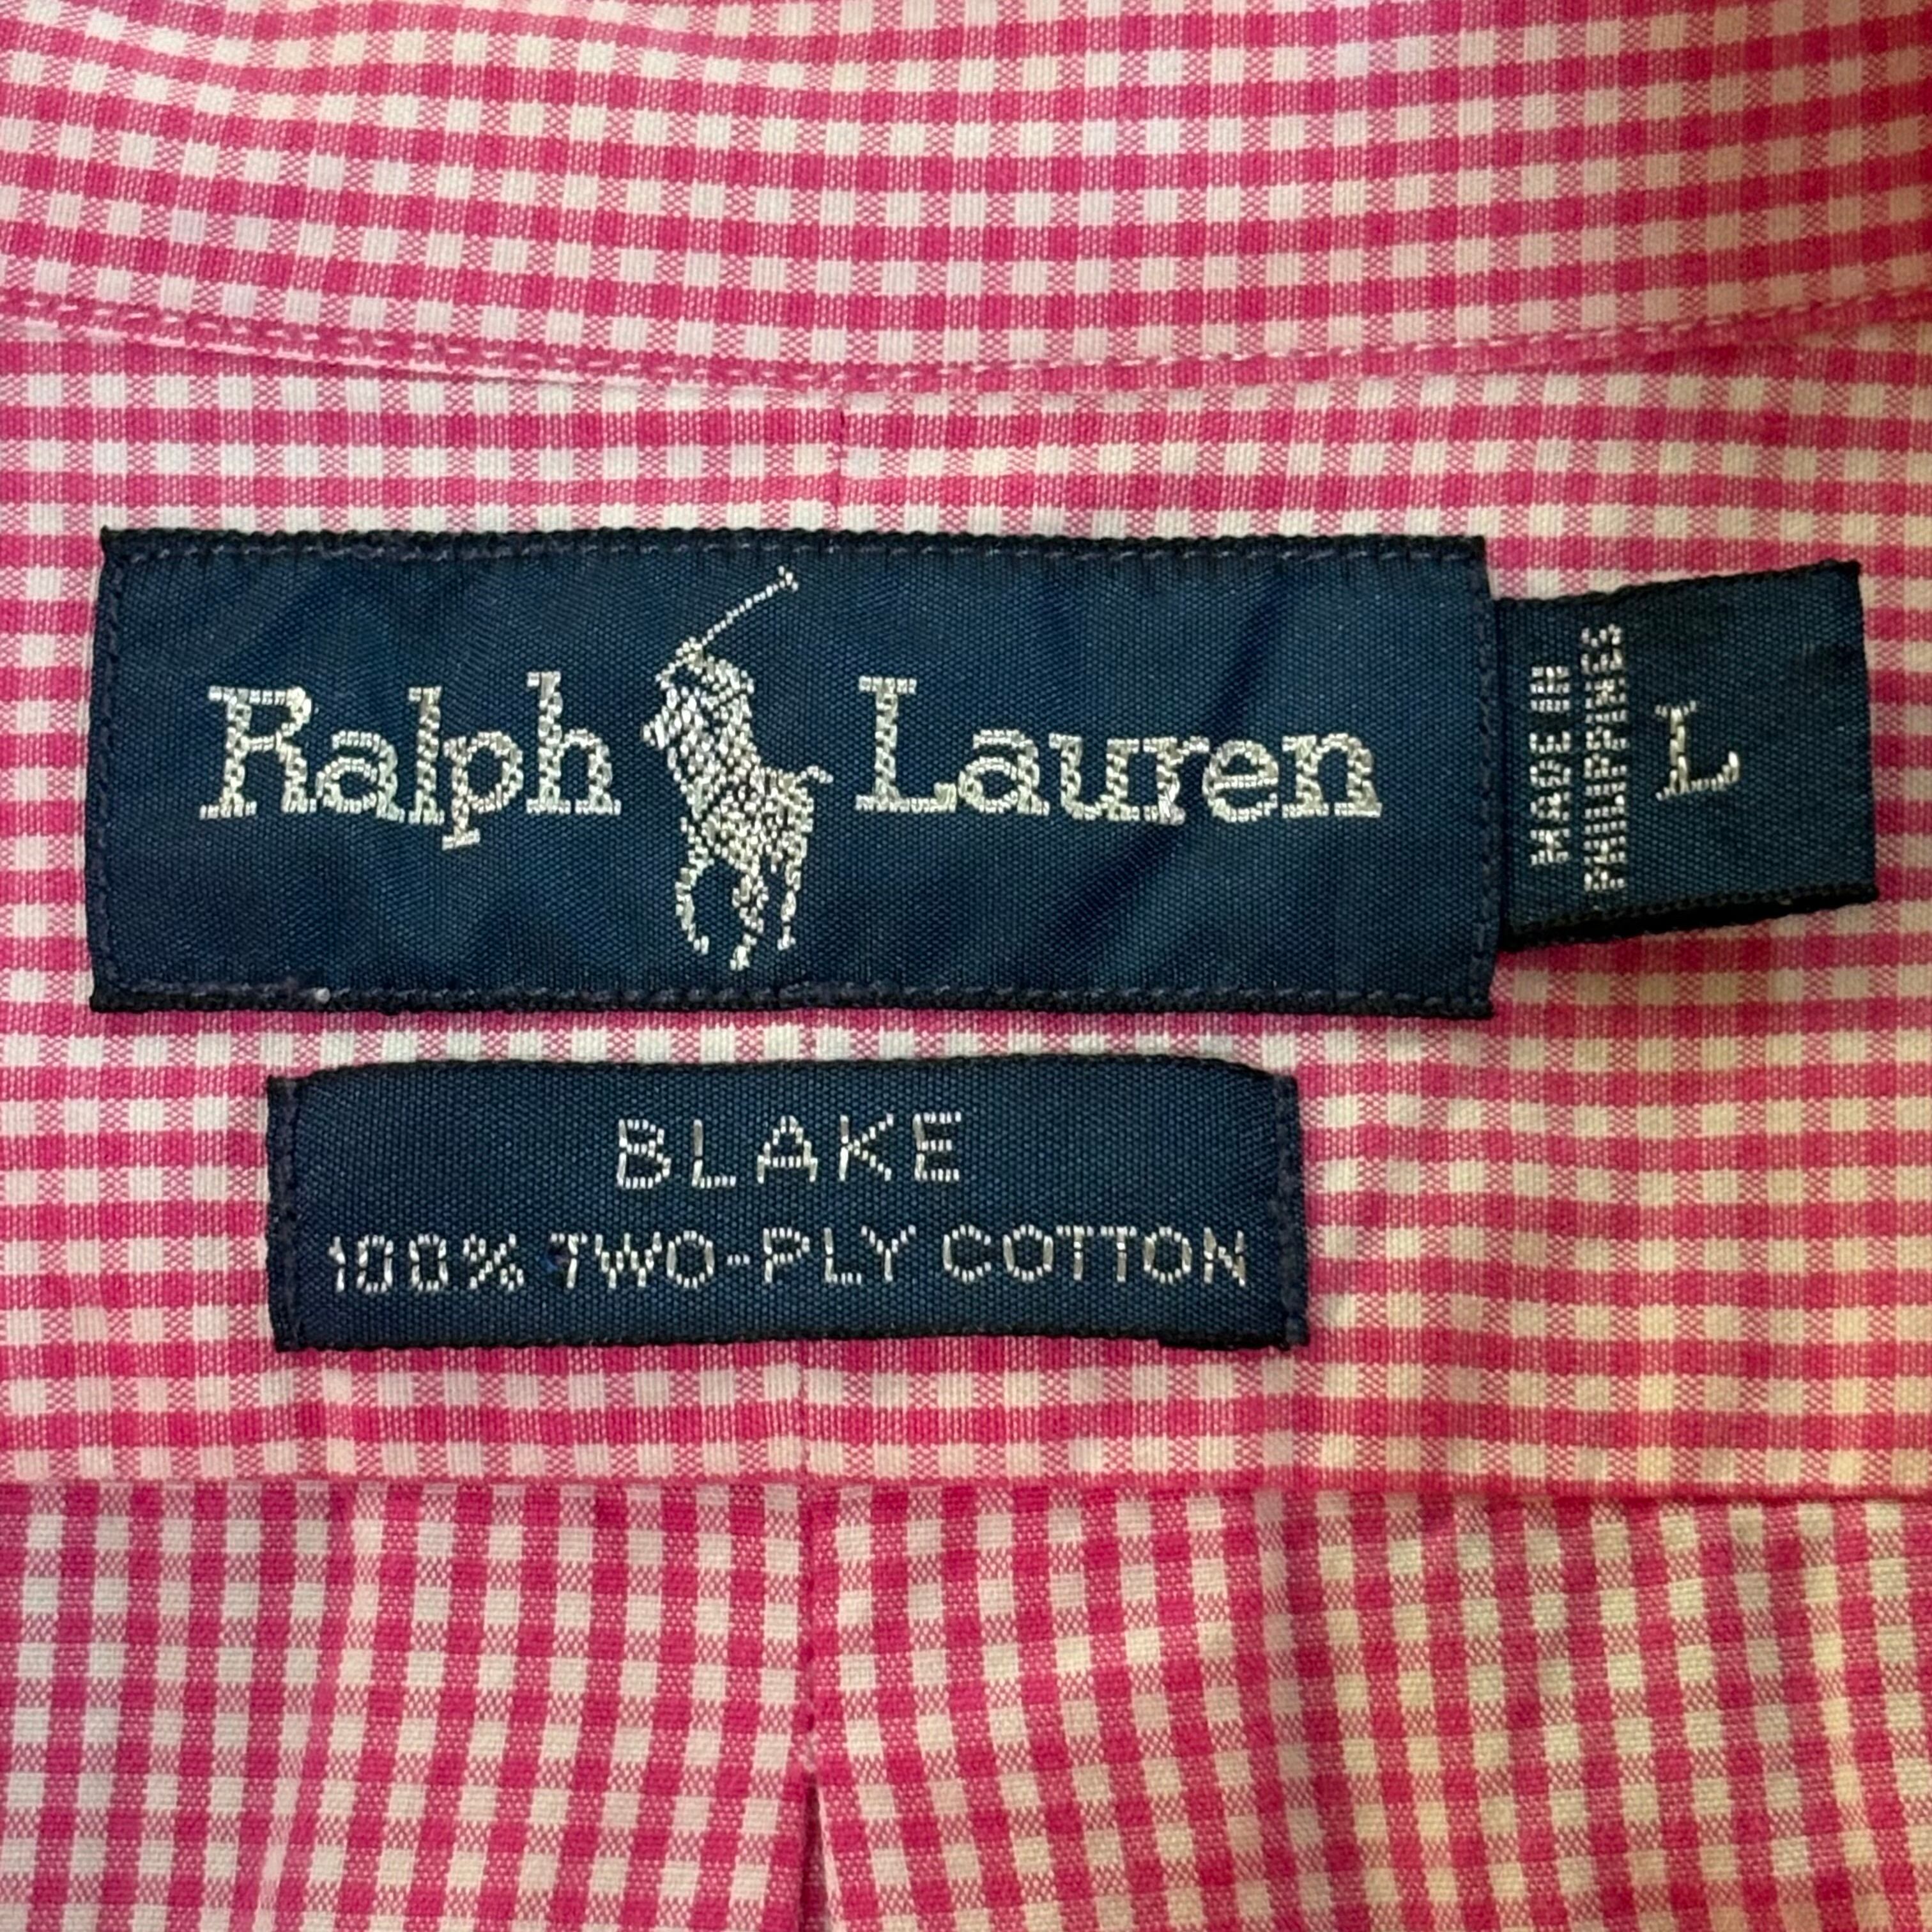 Ralph Lauren
MADE IN
PHILIPPINES
L
BLAKE
100% TWO-PLY COTTON